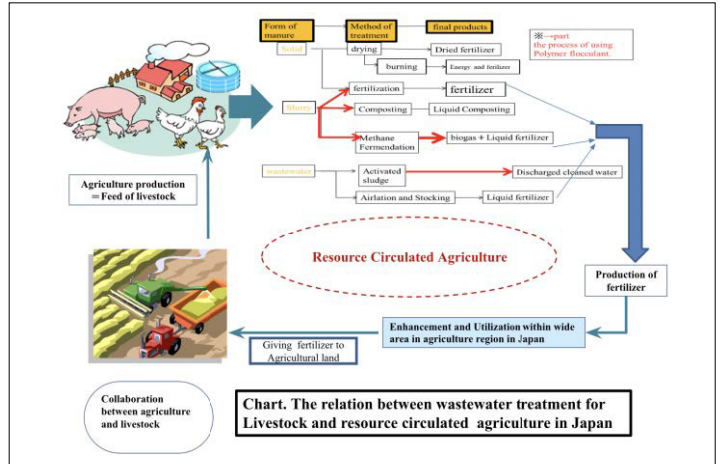 Form of
manure
Method of
treatment
final products
Solid
drying
Dried fertilizer
burning
Energy and ferilizer
fertilization
fertilizer
Slurry
Composting
Liquid Composting
Methane
Fermendation
biogas + Liquid fertilizer
wastewater
Activated
sludge
Discharged cleaned water
Airlation and Stocking
Liquid fertilizer
※→part
the process of using
Polymer flocculant.
Agriculture production
＝Feed of livestock
Resource Circulated Agriculture
Production of
fertilizer
Enhancement and Utilization within wide
area in agriculture region in Japan
Giving fertilizer to
Agricultural land
Collaboration
between agriculture
and livestock
Chart. The relation between wastewater treatment for
Livestock and resource circulated agriculture in Japan